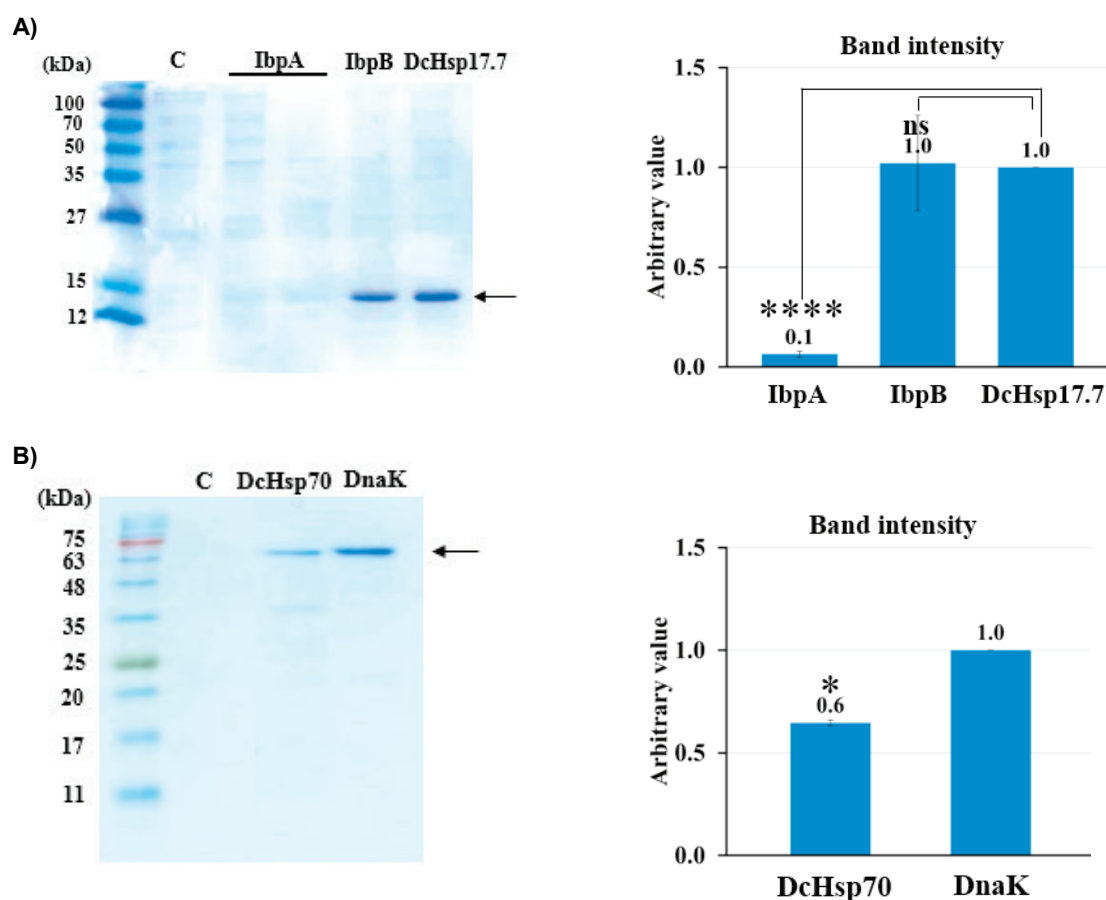 A)
(kDa)
C IbpA IbpB DcHsp17.7
100
70
50
35
27
15
12
Band intensity
Arbitrary value
1.5
1.0
0.5
0.0
ns
1.0
1.0
****
0.1
IbpA IbpB DcHsp17.7
B)
(kDa)
C DcHsp70 DnaK
75
63
48
35
25
20
17
11
Band intensity
Arbitrary value
1.5
1.0
0.5
0.0
1.0
*
0.6
DcHsp70 DnaK